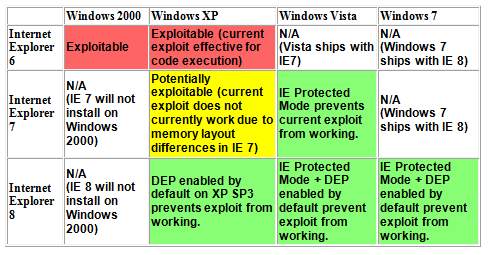 Windows 2000 Windows XP Windows Vista Windows 7
Internet
Explorer
6
Exploitable
Exploitable (current
exploit effective for
code execution)
N/A
(Vista ships with
IE7)
N/A
(Windows 7
ships with IE 8)
Internet
Explorer
7
N/A
(IE 7 will not
install on
Windows
2000)
Potentially
exploitable (current
exploit does not
currently work due to
memory layout
differences in IE 7)
IE Protected
Mode prevents
current exploit
from working.
N/A
(Windows 7
ships with IE 8)
Internet
Explorer
8
N/A
(IE 8 will not
install on
Windows
2000)
DEP enabled by
default on XP SP3
prevents exploit from
working.
IE Protected
Mode + DEP
enabled by
default prevent
exploit from
working.
IE Protected
Mode + DEP
enabled by
default prevent
exploit from
working.